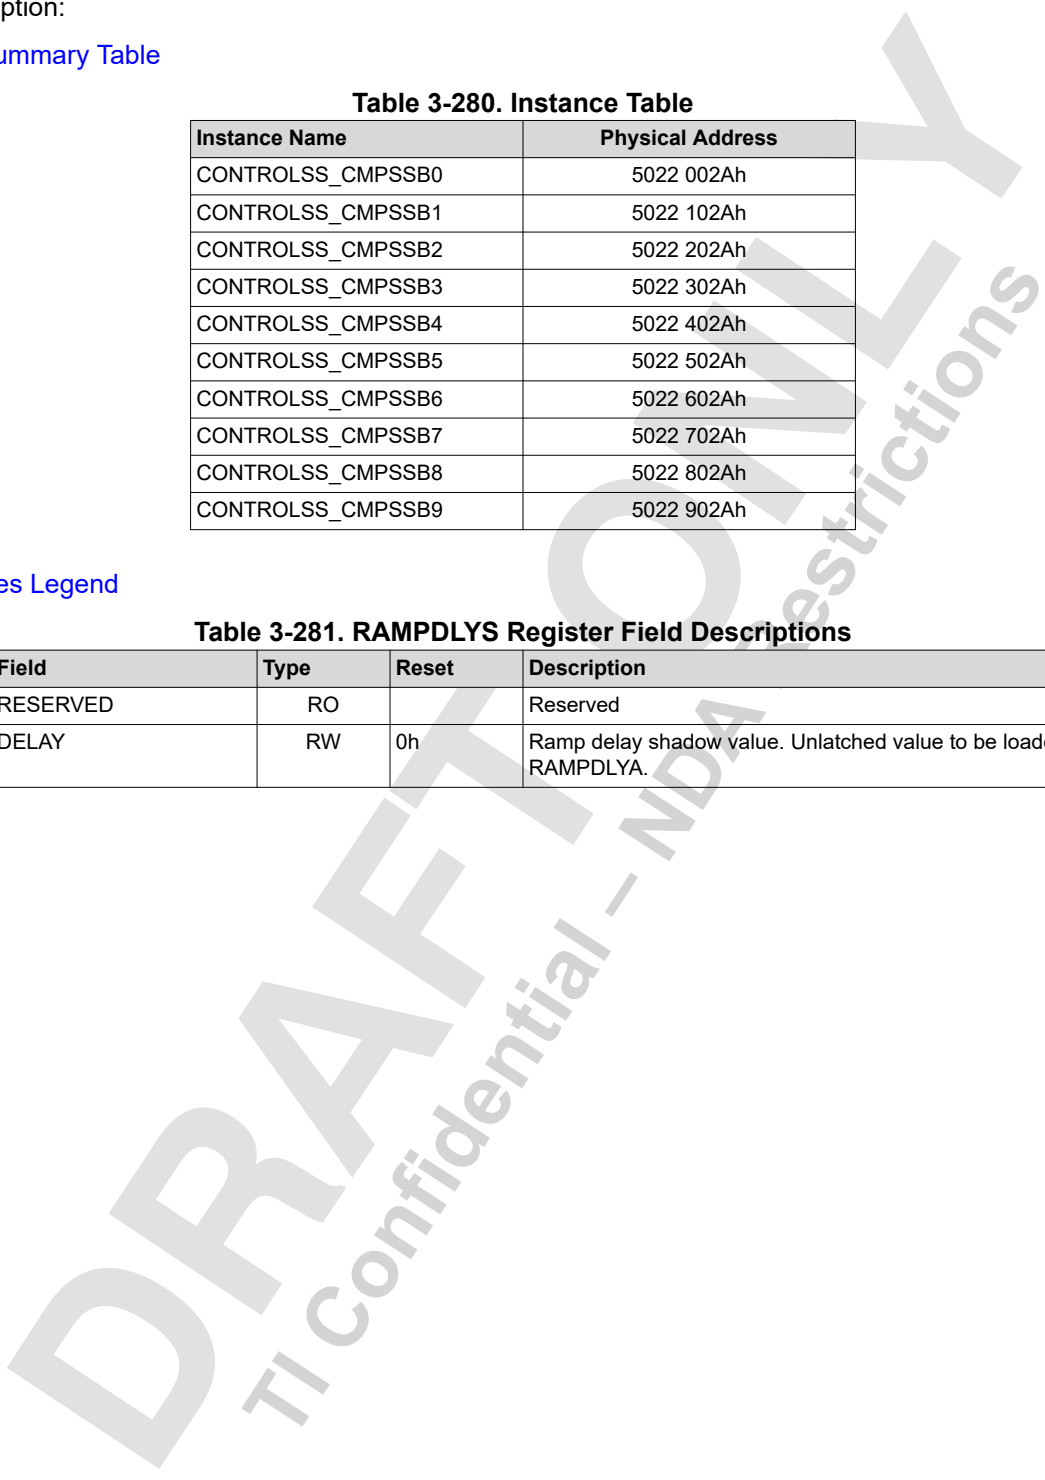 ption:
ummary Table
Table 3-280. Instance Table
Instance Name Physical Address
CONTROLSS_CMPSSB0 5022 002Ah
CONTROLSS_CMPSSB1 5022 102Ah
CONTROLSS_CMPSSB2 5022 202Ah
CONTROLSS_CMPSSB3 5022 302Ah
CONTROLSS_CMPSSB4 5022 402Ah
CONTROLSS_CMPSSB5 5022 502Ah
CONTROLSS_CMPSSB6 5022 602Ah
CONTROLSS_CMPSSB7 5022 702Ah
CONTROLSS_CMPSSB8 5022 802Ah
CONTROLSS_CMPSSB9 5022 902Ah
es Legend
Table 3-281. RAMPDLYS Register Field Descriptions
Field Type Reset Description
RESERVED RO Reserved
DELAY RW 0h Ramp delay shadow value. Unlatched value to be load
RAMPDLYA.
DRAFT ONLY
TI Confidential – NDA Restrictions